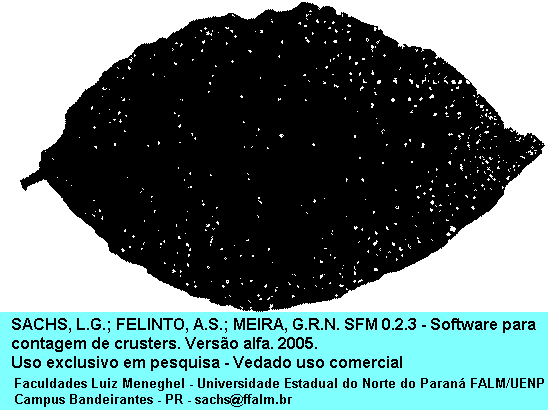 SACHS, L.G.; FELINTO, A.S.; MEIRA, G.R.N. SFM 0.2.3 - Software para
contagem de crusters. Versão alfa. 2005.
Uso exclusivo em pesquisa - Vedado uso comercial
Faculdades Luiz Meneghel - Universidade Estadual do Norte do Paraná FALM/UENP
Campus Bandeirantes - PR - sachs@ffalm.br